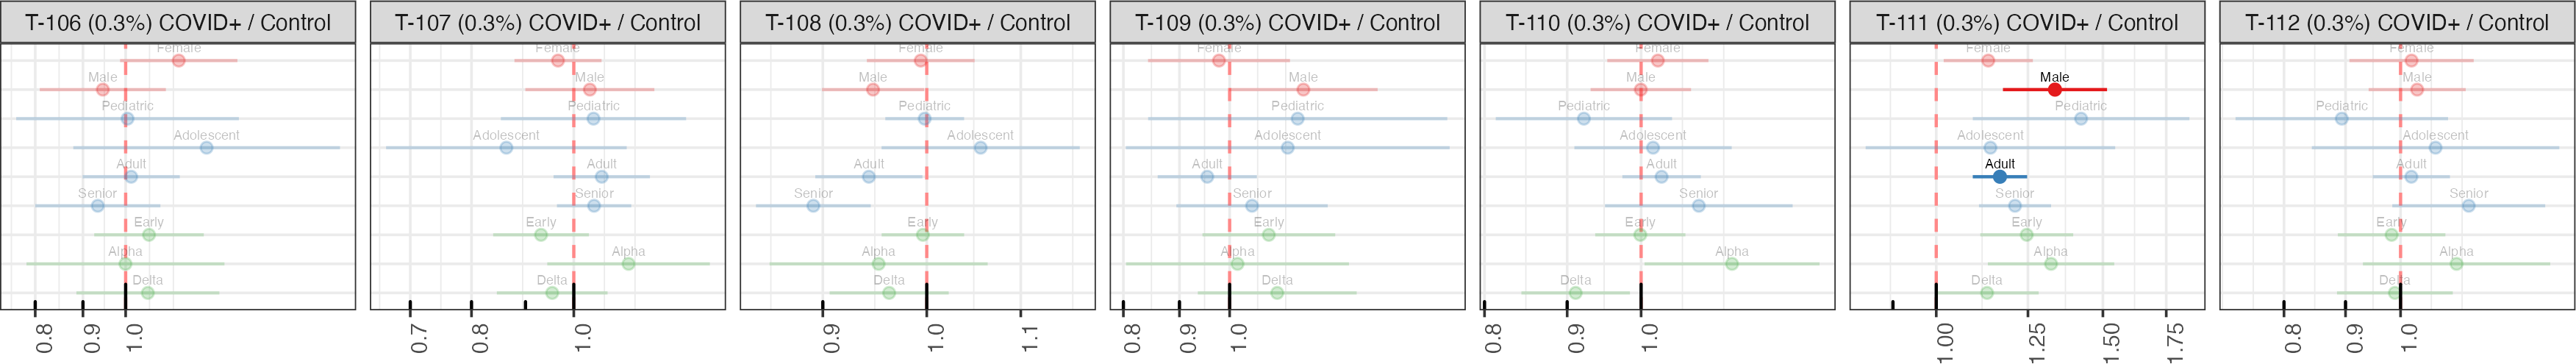 T-106 (0.3%) COVID+ / Control
Female
Male
Pediatric
Adolescent
Adult
Senior
Early
Alpha
Delta
0.8 0.9 1.0
T-107 (0.3%) COVID+ / Control
Female
Male
Pediatric
Adolescent
Adult
Senior
Early
Alpha
Delta
0.7 0.8 1.0
T-108 (0.3%) COVID+ / Control
Female
Male
Pediatric
Adolescent
Adult
Senior
Early
Alpha
Delta
0.9 1.0 1.1
T-109 (0.3%) COVID+ / Control
Female
Male
Pediatric
Adolescent
Adult
Senior
Early
Alpha
Delta
0.8 0.9 1.0
T-110 (0.3%) COVID+ / Control
Female
Male
Pediatric
Adolescent
Adult
Senior
Early
Alpha
Delta
0.8 0.9 1.0
T-111 (0.3%) COVID+ / Control
Female
Male
Pediatric
Adolescent
Adult
Senior
Early
Alpha
Delta
1.00 1.25 1.50 1.75
T-112 (0.3%) COVID+ / Control
Female
Male
Pediatric
Adolescent
Adult
Senior
Early
Alpha
Delta
0.8 0.9 1.0